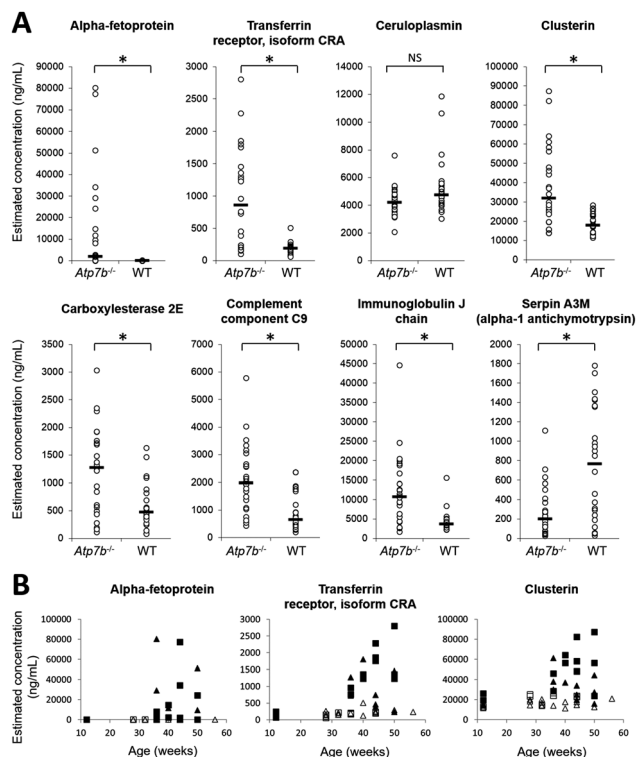 A
Alpha-fetoprotein
Transferrin
receptor, isoform CRA
Ceruloplasmin
Clusterin
Estimated concentration (ng/mL)
90000
80000
70000
60000
50000
40000
30000
20000
10000
0
*
Atp7b-/-
WT
3000
2500
2000
1500
1000
500
0
*
Atp7b-/-
WT
14000
12000
10000
8000
6000
4000
2000
0
NS
Atp7b-/-
WT
100000
90000
80000
70000
60000
50000
40000
30000
20000
10000
0
*
Atp7b-/-
WT
Carboxylesterase 2E
Complement
component C9
Immunoglobulin J
chain
Serpin A3M
(alpha-1 antichymotrypsin)
Estimated concentration (ng/mL)
3500
3000
2500
2000
1500
1000
500
0
*
Atp7b-/-
WT
7000
6000
5000
4000
3000
2000
1000
0
*
Atp7b-/-
WT
50000
45000
40000
35000
30000
25000
20000
15000
10000
5000
0
*
Atp7b-/-
WT
2000
1800
1600
1400
1200
1000
800
600
400
200
0
*
Atp7b-/-
WT
B
Alpha-fetoprotein
Transferrin
receptor, isoform CRA
Clusterin
Estimated concentration
(ng/mL)
100000
80000
60000
40000
20000
0
10 20 30 40 50 60
Age (weeks)
3000
2500
2000
1500
1000
500
0
10 20 30 40 50 60
Age (weeks)
100000
80000
60000
40000
20000
0
10 20 30 40 50 60
Age (weeks)